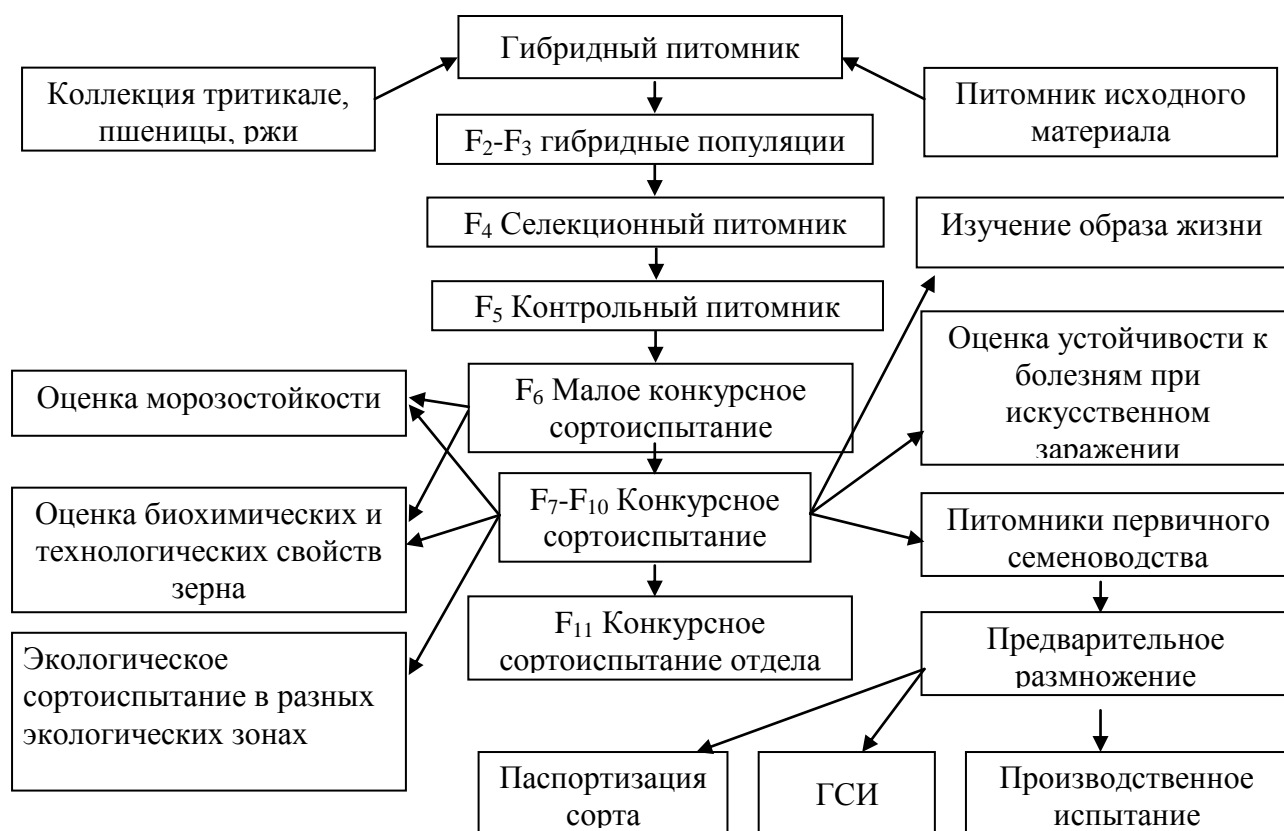 Гибридный питомник
Коллекция тритикале,
пшеницы, ржи
Питомник исходного
материала
F₂-F₃ гибридные популяции
F₄ Селекционный питомник
Изучение образа жизни
F₅ Контрольный питомник
Оценка устойчивости к
болезням при
искусственном
заражении
Оценка морозостойкости
F₆ Малое конкурсное
сортоиспытание
Оценка биохимических и
технологических свойств
зерна
F₇-F₁₀ Конкурсное
сортоиспытание
Питомники первичного
семеноводства
F₁₁ Конкурсное
сортоиспытание отдела
Предварительное
размножение
Экологическое
сортоиспытание в разных
экологических зонах
Паспортизация
сорта
ГСИ
Производственное
испытание